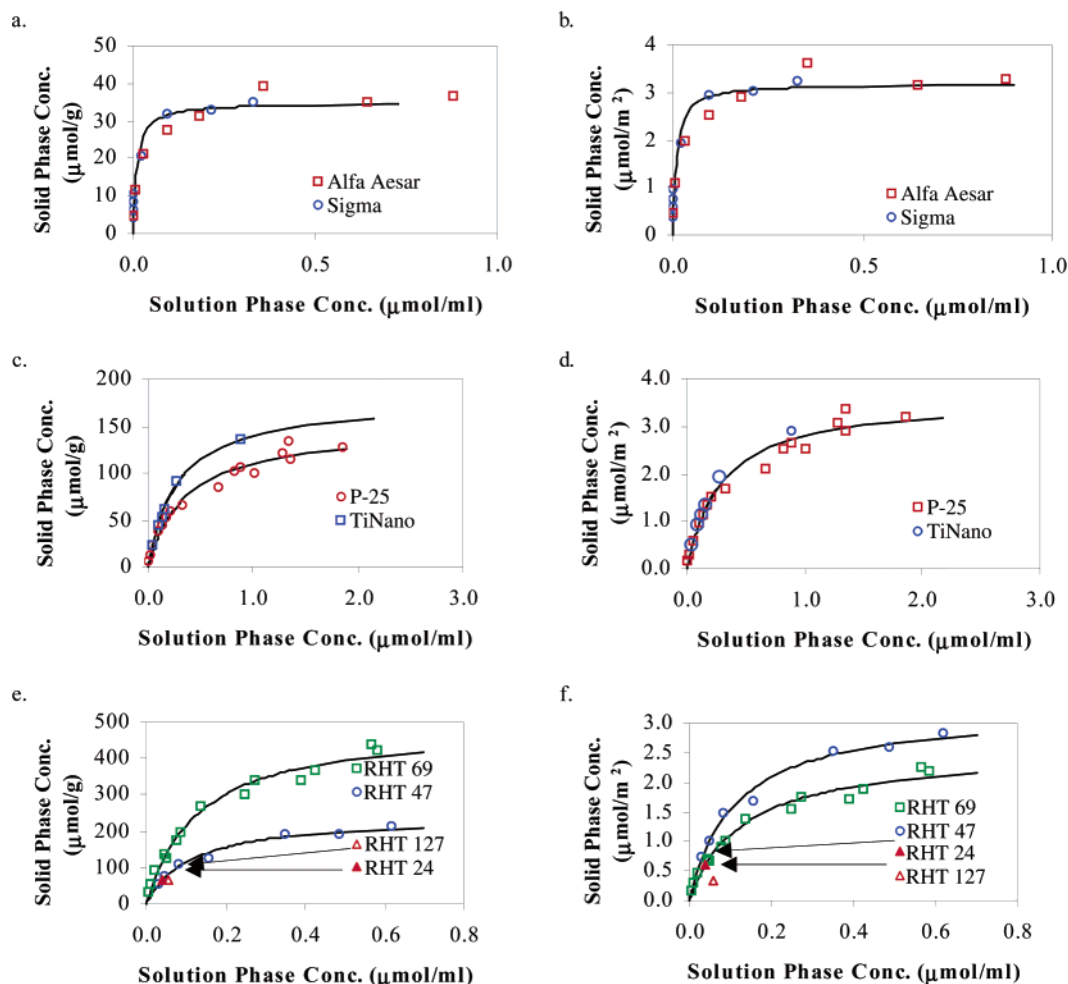 a.
Solid Phase Conc.
(μmol/g)
50
40
30
20
10
0
Alfa Aesar
Sigma
0.0 0.5 1.0
Solution Phase Conc. (μmol/ml)
b.
Solid Phase Conc.
(μmol/m 2)
4
3
2
1
0
Alfa Aesar
Sigma
0.0 0.5 1.0
Solution Phase Conc. (μmol/ml)
c.
Solid Phase Conc.
(μmol/g)
200
150
100
50
0
P-25
TiNano
0.0 1.0 2.0 3.0
Solution Phase Conc. (μmol/ml)
d.
Solid Phase Conc.
(μmol/m 2)
4.0
3.0
2.0
1.0
0.0
P-25
TiNano
0.0 1.0 2.0 3.0
Solution Phase Conc. (μmol/ml)
e.
Solid Phase Conc.
(μmol/g)
500
400
300
200
100
0
RHT 69
RHT 47
RHT 127
RHT 24
0.0 0.2 0.4 0.6 0.8
Solution Phase Conc. (μmol/ml)
f.
Solid Phase Conc.
(μmol/m 2)
3.0
2.5
2.0
1.5
1.0
0.5
0.0
RHT 69
RHT 47
RHT 24
RHT 127
0.0 0.2 0.4 0.6 0.8
Solution Phase Conc. (μmol/ml)